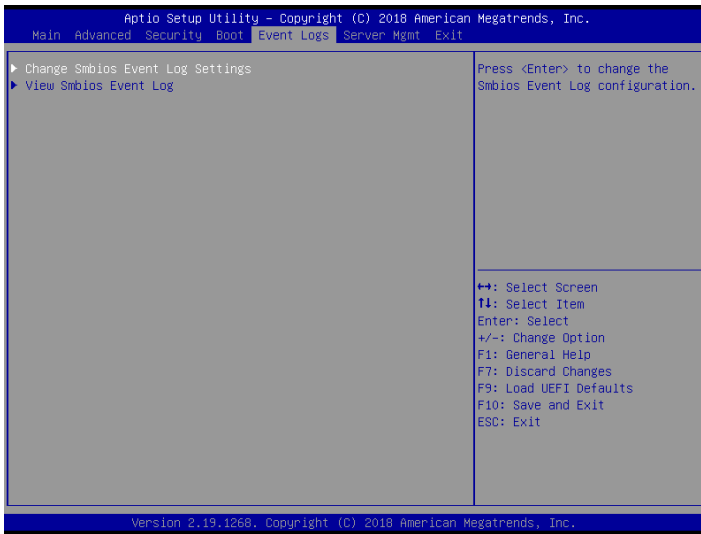 Aptio Setup Utility – Copyright (C) 2018 American Megatrends, Inc.
Main Advanced Security Boot Event Logs Server Mgmt Exit
▶ Change Smbios Event Log Settings
▶ View Smbios Event Log
Press <Enter> to change the
Smbios Event Log configuration.
↔: Select Screen
↑↓: Select Item
Enter: Select
+/-: Change Option
F1: General Help
F7: Discard Changes
F9: Load UEFI Defaults
F10: Save and Exit
ESC: Exit
Version 2.19.1268. Copyright (C) 2018 American Megatrends, Inc.